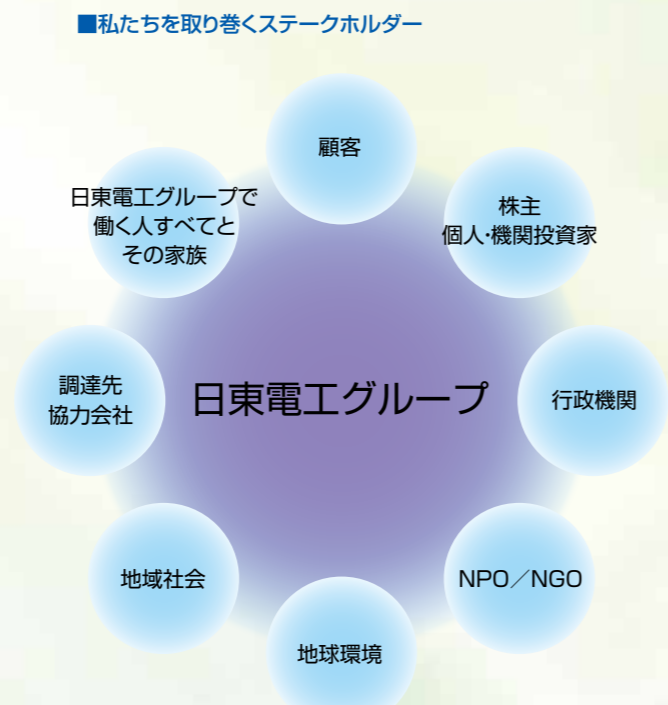 ■私たちを取り巻くステークホルダー
顧客
株主
個人・機関投資家
日東電工グループで
働く人すべてと
その家族
調達先
協力会社
日東電工グループ
行政機関
地域社会
NPO／NGO
地球環境